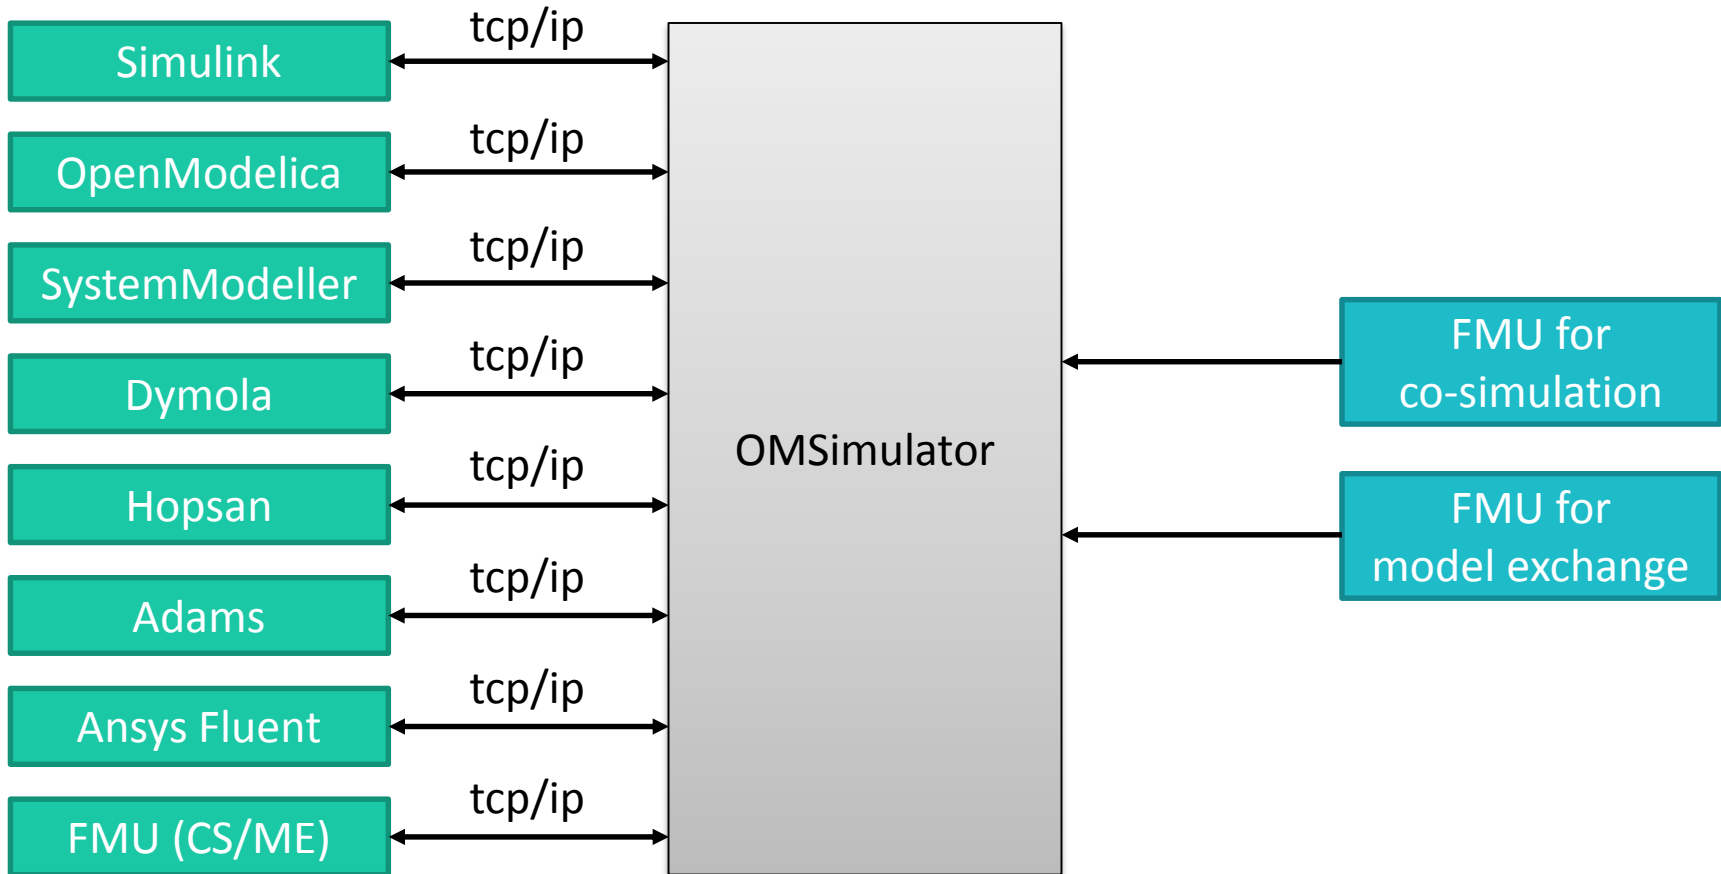 tcp/ip
Simulink
tcp/ip
OpenModelica
tcp/ip
SystemModeller
tcp/ip
Dymola
tcp/ip
Hopsan
tcp/ip
Adams
tcp/ip
Ansys Fluent
tcp/ip
FMU (CS/ME)
OMSimulator
FMU for
co-simulation
FMU for
model exchange